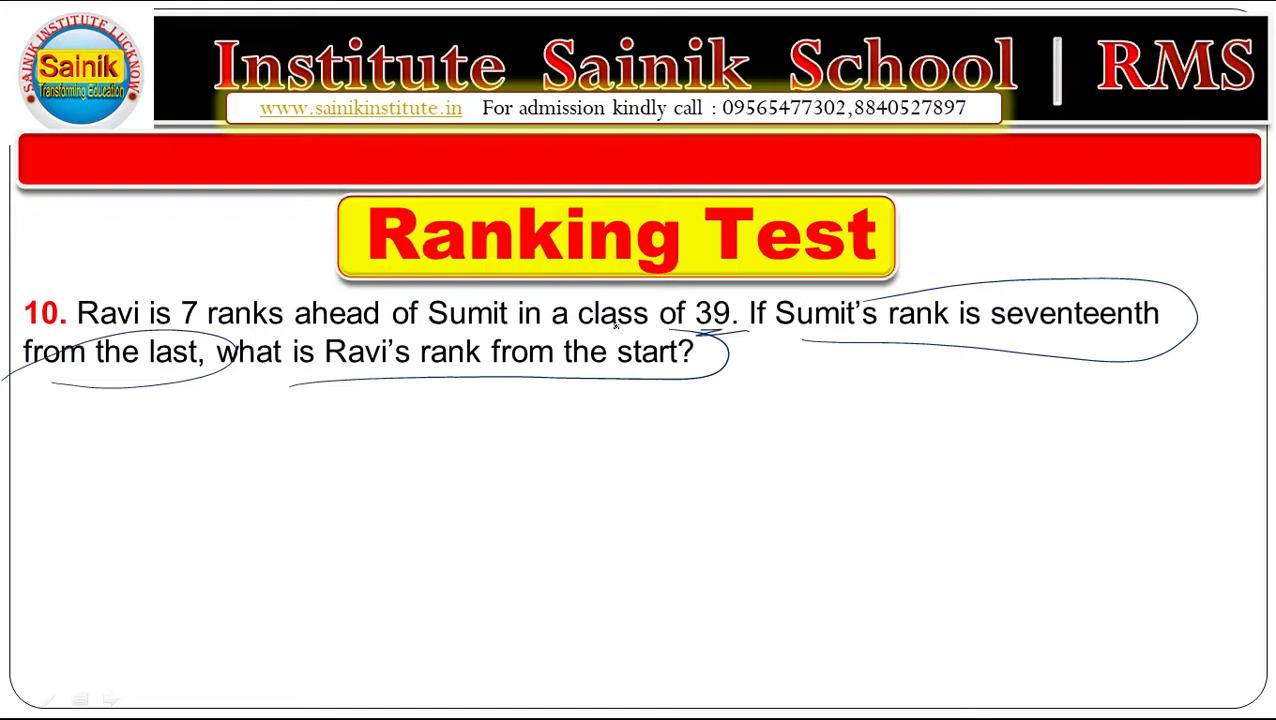 SAINIK INSTITUTE LUCKNOW
Sainik
Transforming Education
Institute Sainik School | RMS
www.sainikinstitute.in For admission kindly call : 09565477302,8840527897
Ranking Test
10. Ravi is 7 ranks ahead of Sumit in a class of 39. If Sumit’s rank is seventeenth
from the last, what is Ravi’s rank from the start?